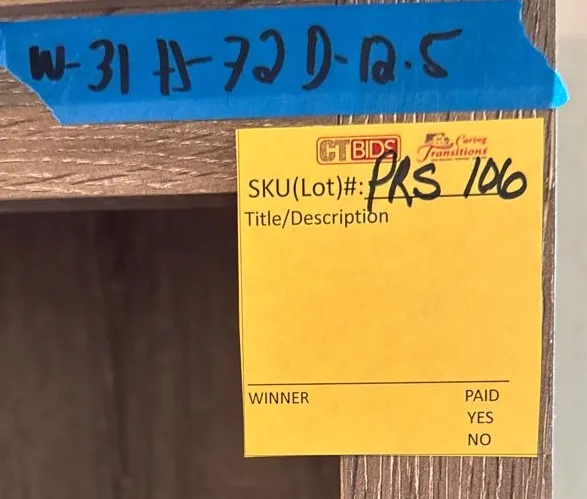 W-31 H-72 D-12.5
CTBIDS Caring Transitions
SKU(Lot)#: PRS 106
Title/Description
WINNER PAID
YES
NO